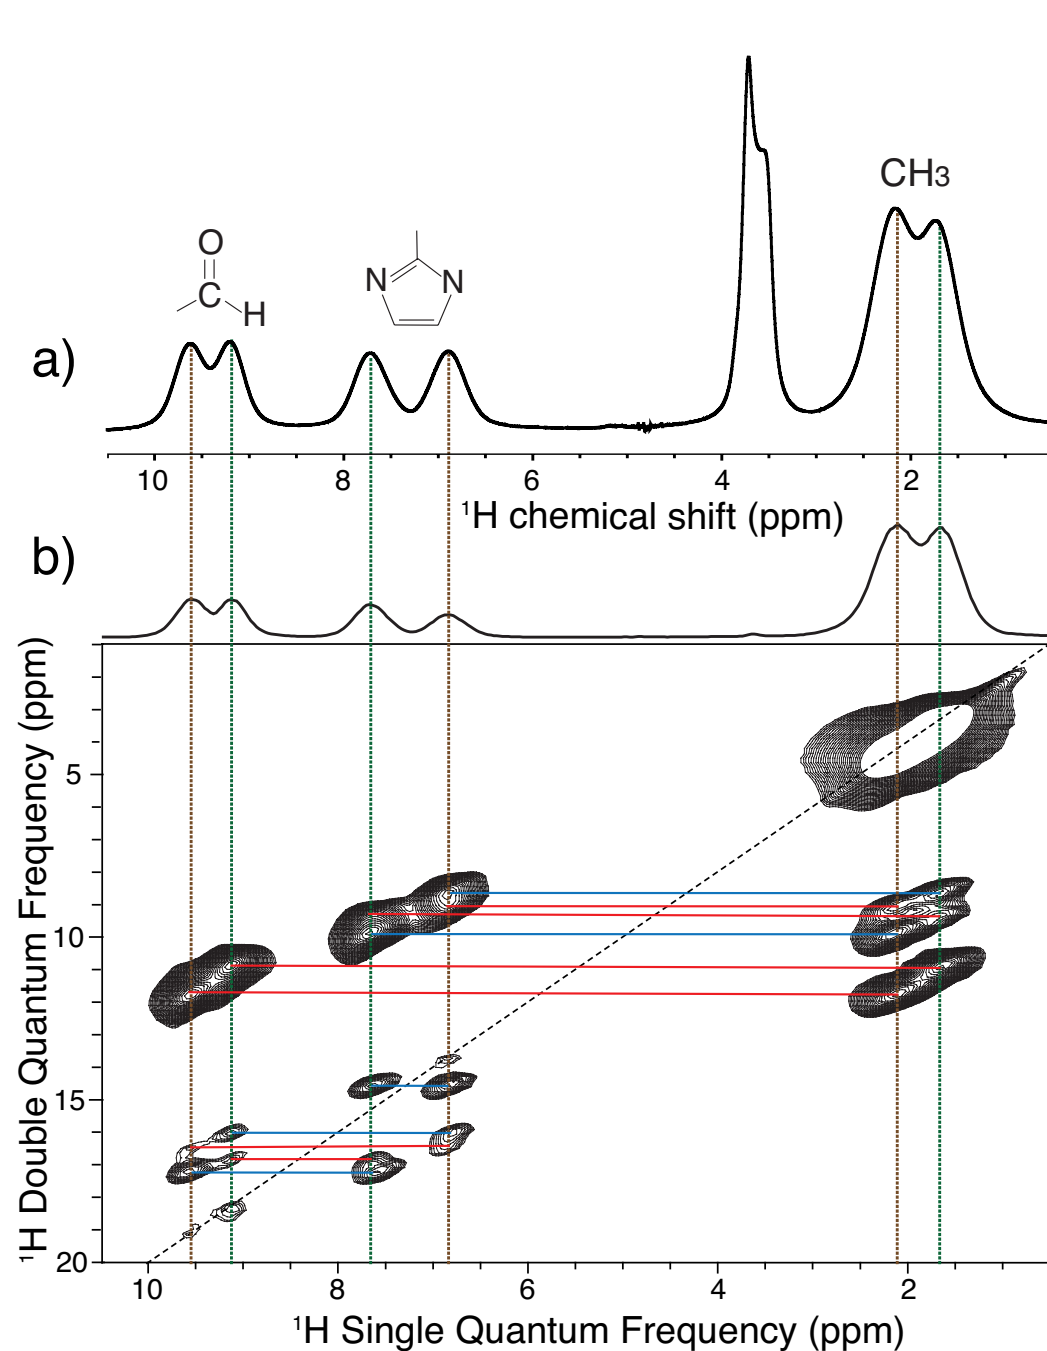 CH3
O
C
H
N
N
a)
10 8 6 4 2
¹H chemical shift (ppm)
b)
¹H Double Quantum Frequency (ppm)
5
10
15
20
10 8 6 4 2
¹H Single Quantum Frequency (ppm)